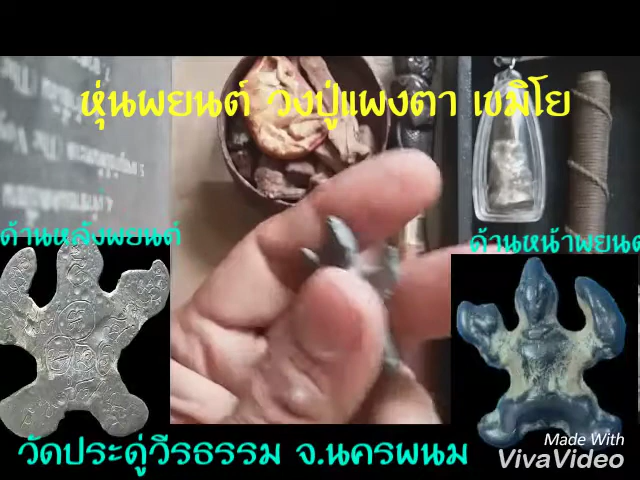 หุ่นพยนต์ วงปู่แผงตา เขมิโย
ด้านหลังพยนต์
ด้านหน้าพยนต์
วัดประดู่วีรธรรม จ.นครพนม
Made With
VivaVideo